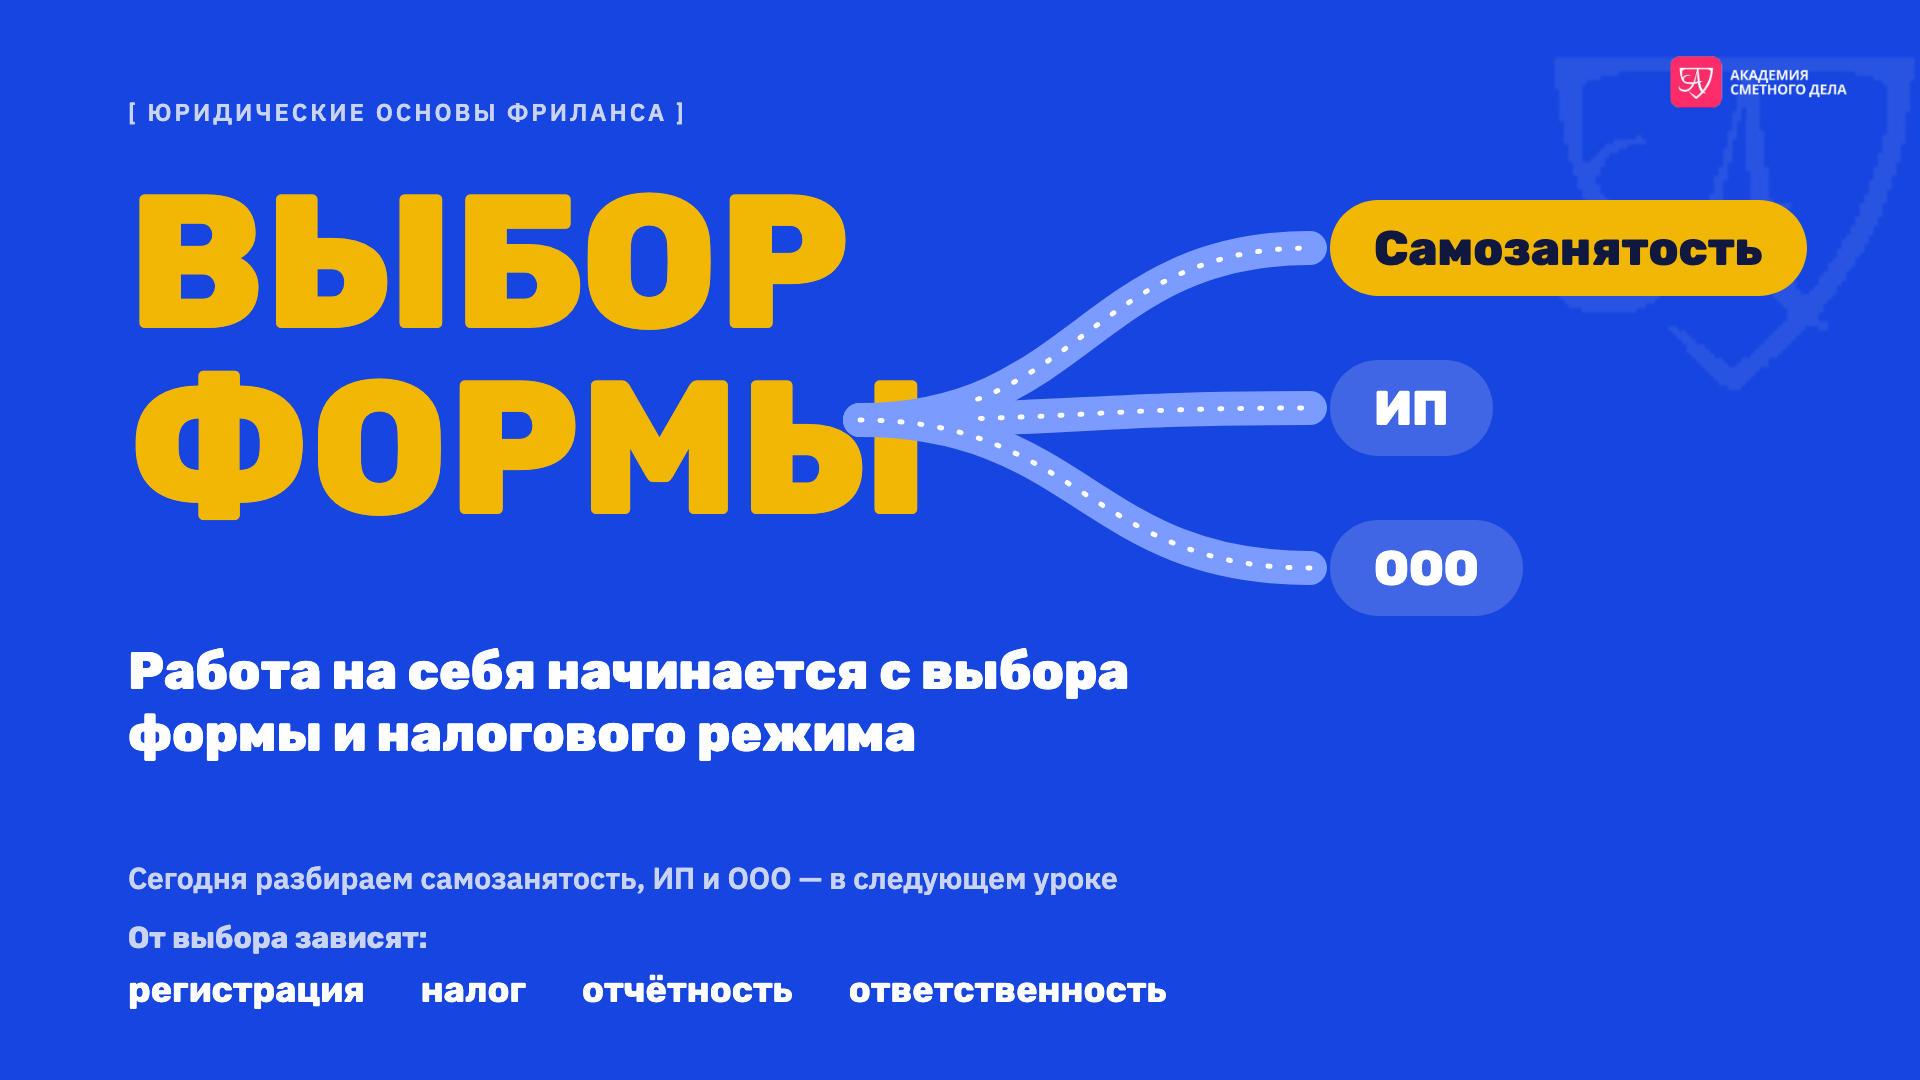 [ ЮРИДИЧЕСКИЕ ОСНОВЫ ФРИЛАНСА ]
АКАДЕМИЯ
СМЕТНОГО ДЕЛА
ВЫБОР
ФОРМЫ
Самозанятость
ИП
ООО
Работа на себя начинается с выбора
формы и налогового режима
Сегодня разбираем самозанятость, ИП и ООО — в следующем уроке
От выбора зависят:
регистрация налог отчётность ответственность